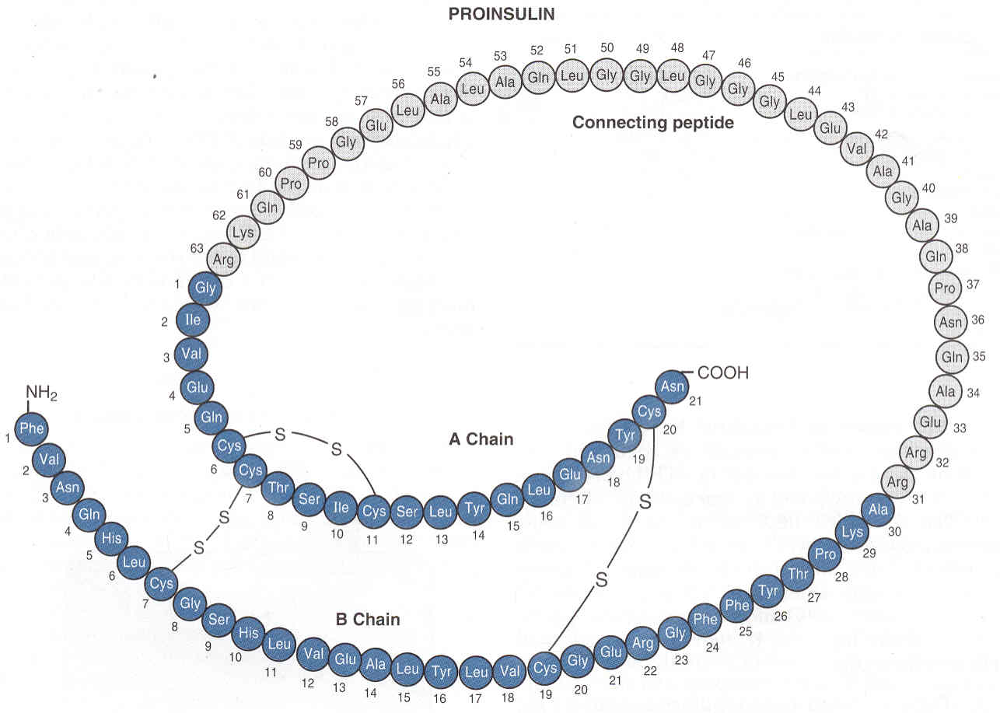 PROINSULIN
Connecting peptide
NH₂
1 Phe
2 Val
3 Asn
4 Gln
5 His
6 Leu
7 Cys
8 Gly
9 Ser
10 His
11 Leu
12 Val
13 Glu
14 Ala
15 Leu
16 Tyr
17 Leu
18 Val
19 Cys
20 Gly
21 Glu
22 Arg
23 Gly
24 Phe
25 Phe
26 Tyr
27 Thr
28 Pro
29 Lys
30 Ala
31 Arg
32 Arg
33 Glu
34 Ala
35 Gln
36 Asn
37 Pro
38 Gln
39 Ala
40 Gly
41 Ala
42 Val
43 Glu
44 Leu
45 Gly
46 Gly
47 Gly
48 Leu
49 Gly
50 Gly
51 Leu
52 Gln
53 Ala
54 Leu
55 Ala
56 Leu
57 Glu
58 Gly
59 Pro
60 Pro
61 Gln
62 Lys
63 Arg
1 Gly
2 Ile
3 Val
4 Glu
5 Gln
6 Cys
7 Cys
8 Thr
9 Ser
10 Ile
11 Cys
12 Ser
13 Leu
14 Tyr
15 Gln
16 Leu
17 Glu
18 Asn
19 Tyr
20 Cys
21 Asn
COOH
A Chain
B Chain
S
S
S
S
S
S